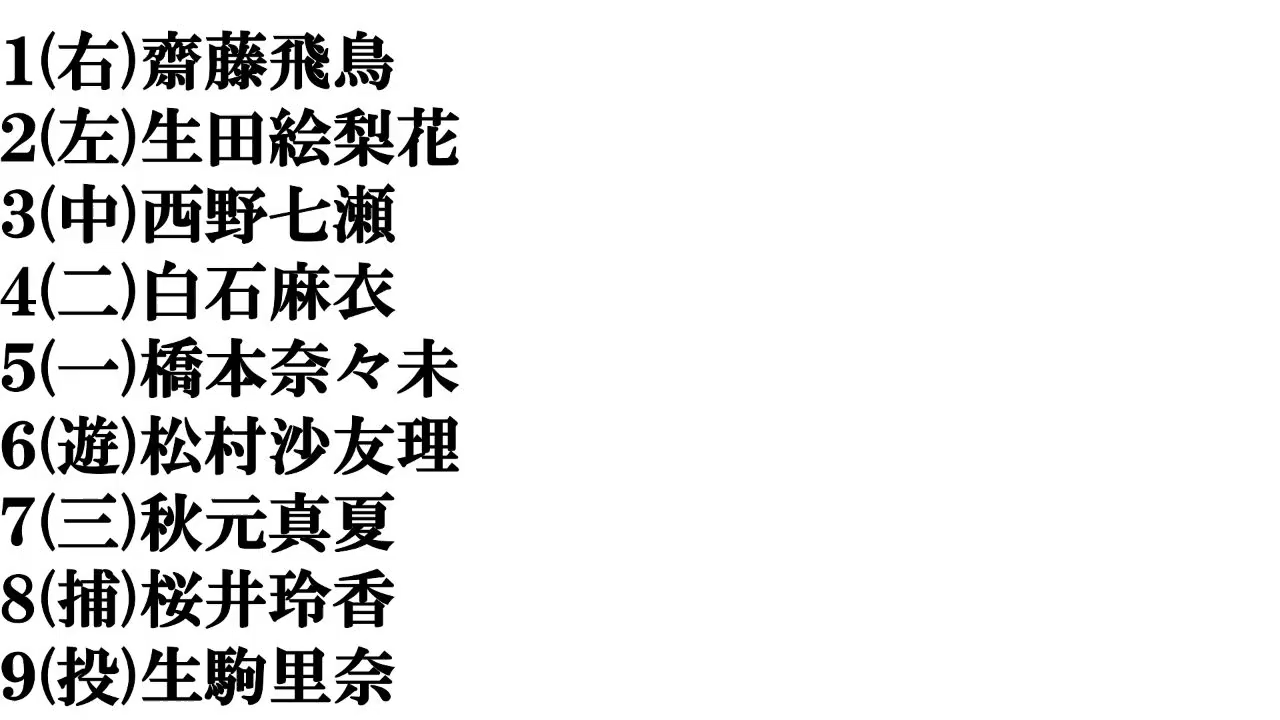 1(右)齋藤飛鳥
2(左)生田絵梨花
3(中)西野七瀬
4(二)白石麻衣
5(一)橋本奈々未
6(遊)松村沙友理
7(三)秋元真夏
8(捕)桜井玲香
9(投)生駒里奈